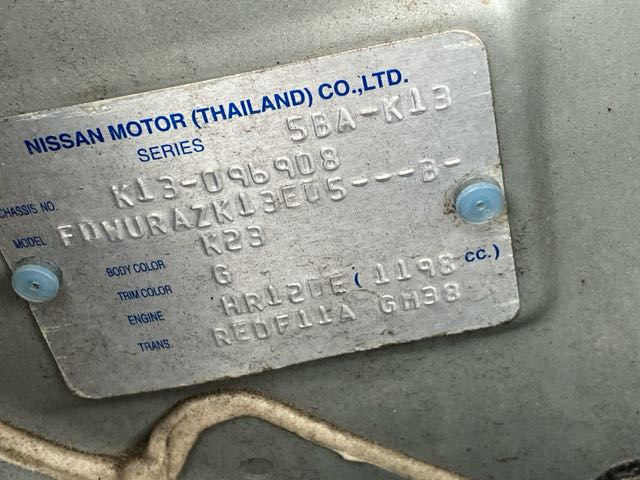 NISSAN MOTOR (THAILAND) CO.,LTD.
SERIES 5BA-K13
CHASSIS NO. K13-096908
MODEL FDWURAZK13EU5---B-
BODY COLOR K23
TRIM COLOR G
ENGINE HR12DE (1198 CC.)
TRANS. RE0F11A GH38